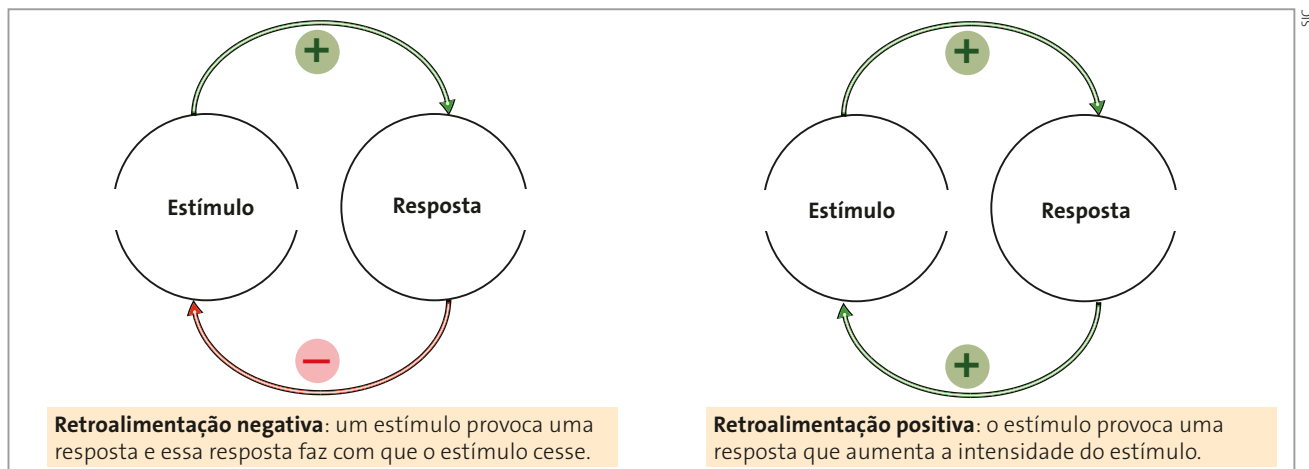 SIC
+
+
Estímulo
Resposta
Estímulo
Resposta
−
+
Retroalimentação negativa: um estímulo provoca uma
resposta e essa resposta faz com que o estímulo cesse.
Retroalimentação positiva: o estímulo provoca uma
resposta que aumenta a intensidade do estímulo.